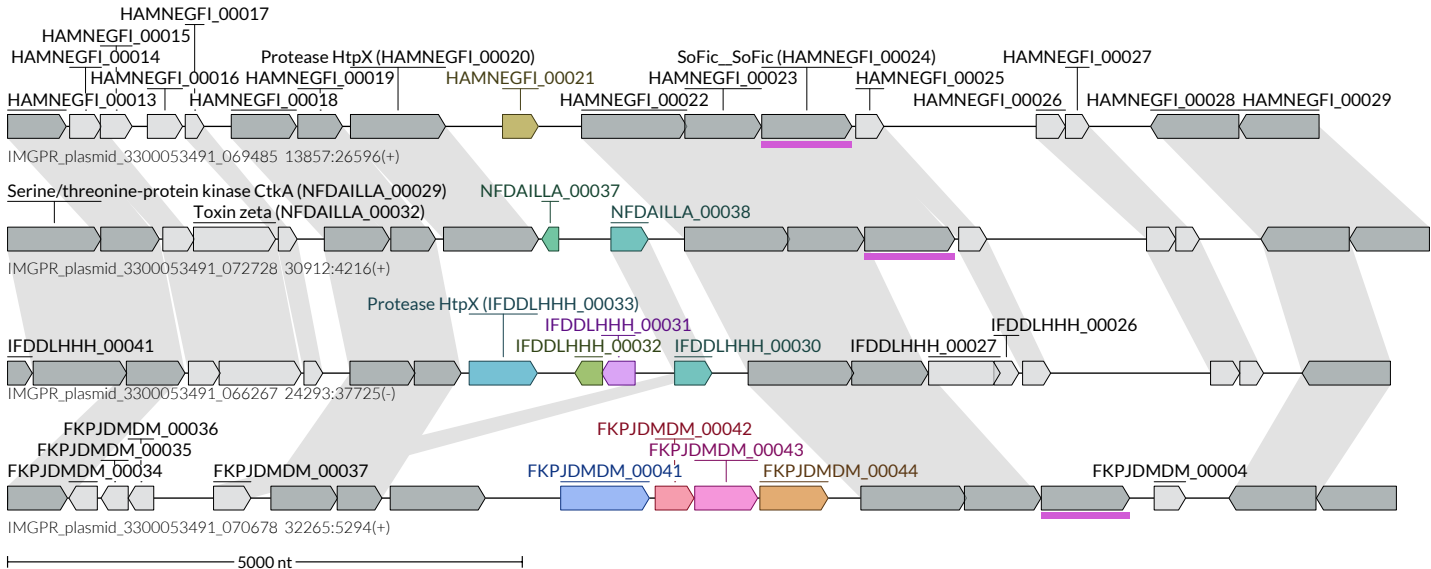 HAMNEGFI_00017
HAMNEGFI_00015
HAMNEGFI_00014 Protease HtpX (HAMNEGFI_00020) SoFic__SoFic (HAMNEGFI_00024) HAMNEGFI_00027
HAMNEGFI_00016 HAMNEGFI_00019 HAMNEGFI_00021 HAMNEGFI_00023 HAMNEGFI_00025
HAMNEGFI_00013 HAMNEGFI_00018 HAMNEGFI_00022 HAMNEGFI_00026 HAMNEGFI_00028 HAMNEGFI_00029
IMGPR_plasmid_3300053491_069485 13857:26596(+)
Serine/threonine-protein kinase CtkA (NFDAILLA_00029) NFDAILLA_00037
Toxin zeta (NFDAILLA_00032) NFDAILLA_00038
IMGPR_plasmid_3300053491_072728 30912:4216(+)
Protease HtpX (IFDDLHHH_00033)
IFDDLHHH_00031 IFDDLHHH_00026
IFDDLHHH_00041 IFDDLHHH_00032 IFDDLHHH_00030 IFDDLHHH_00027
IMGPR_plasmid_3300053491_066267 24293:37725(-)
FKPJDMDM_00036 FKPJDMDM_00042
FKPJDMDM_00035 FKPJDMDM_00043
FKPJDMDM_00034 FKPJDMDM_00037 FKPJDMDM_00041 FKPJDMDM_00044 FKPJDMDM_00004
IMGPR_plasmid_3300053491_070678 32265:5294(+)
5000 nt